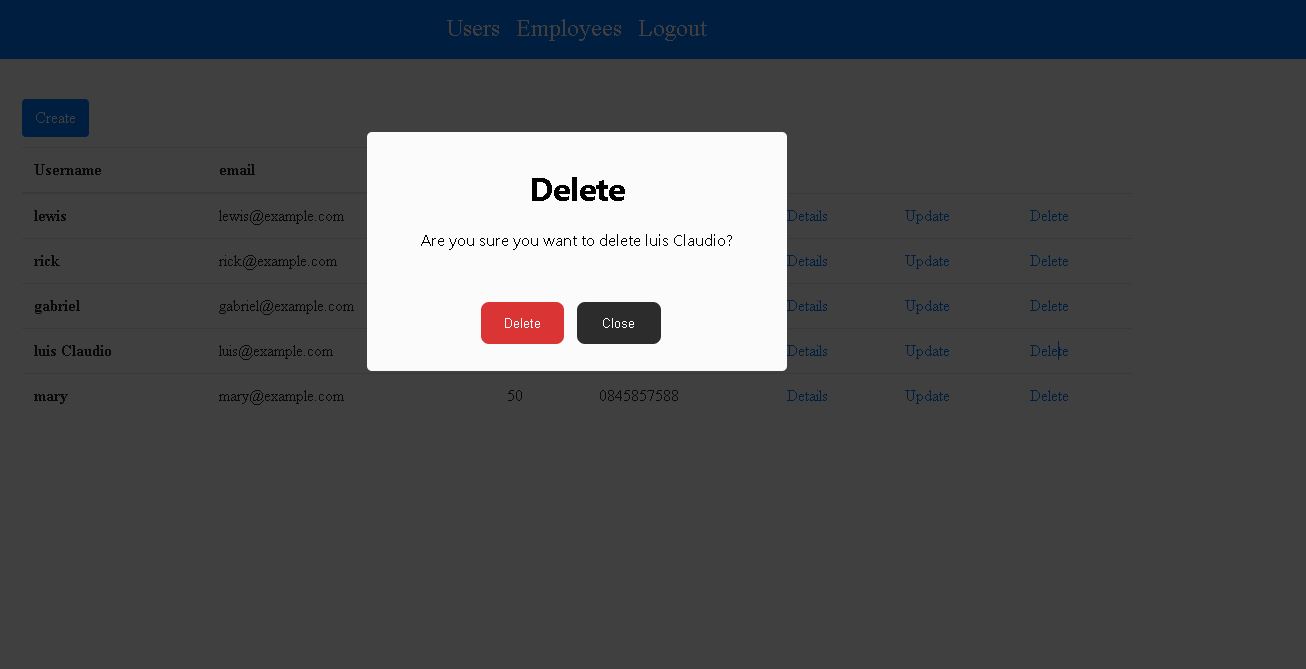 Users Employees Logout
Create
Username email
lewis lewis@example.com Details Update Delete
rick rick@example.com Details Update Delete
gabriel gabriel@example.com Details Update Delete
luis Claudio luis@example.com Details Update Delete
mary mary@example.com 50 0845857588 Details Update Delete
Delete
Are you sure you want to delete luis Claudio?
Delete Close